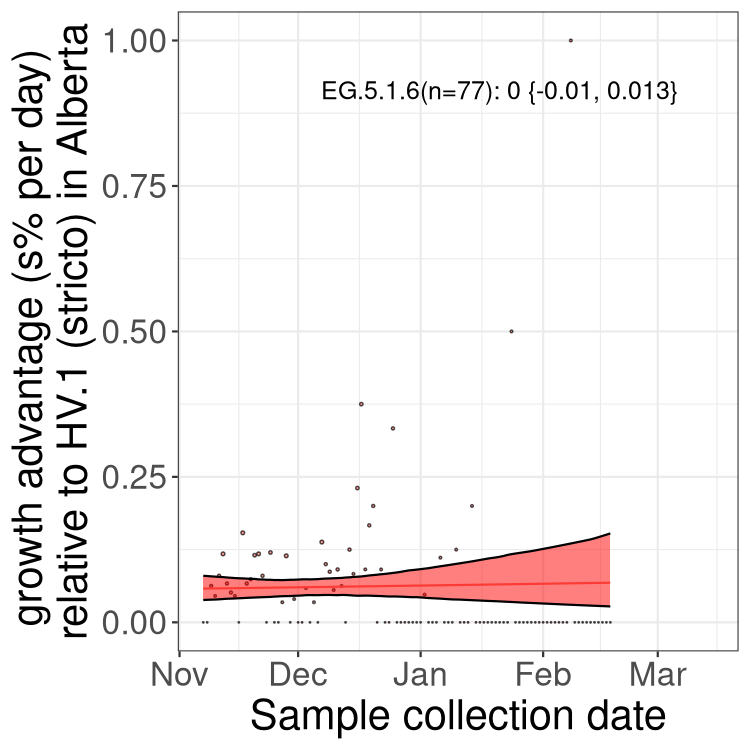 growth advantage (s% per day)
relative to HV.1 (stricto) in Alberta
1.00
0.75
0.50
0.25
0.00
EG.5.1.6(n=77): 0 {-0.01, 0.013}
Nov Dec Jan Feb Mar
Sample collection date